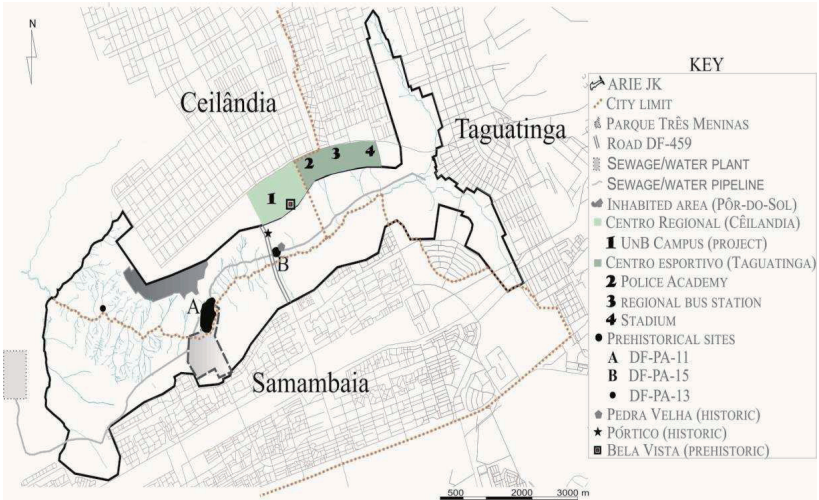 N
Ceilândia
Taguatinga
2
3
4
1
B
A
Samambaia
500
2000
3000 m
KEY
ARIE JK
CITY LIMIT
PARQUE TRÊS MENINAS
ROAD DF-459
SEWAGE/WATER PLANT
SEWAGE/WATER PIPELINE
INHABITED AREA (PÔR-DO-SOL)
CENTRO REGIONAL (CÊILANDIA)
1 UNB CAMPUS (PROJECT)
CENTRO ESPORTIVO (TAGUATINGA)
2 POLICE ACADEMY
3 REGIONAL BUS STATION
4 STADIUM
PREHISTORICAL SITES
A DF-PA-11
B DF-PA-15
DF-PA-13
PEDRA VELHA (HISTORIC)
PÓRTICO (HISTORIC)
BELA VISTA (PREHISTORIC)